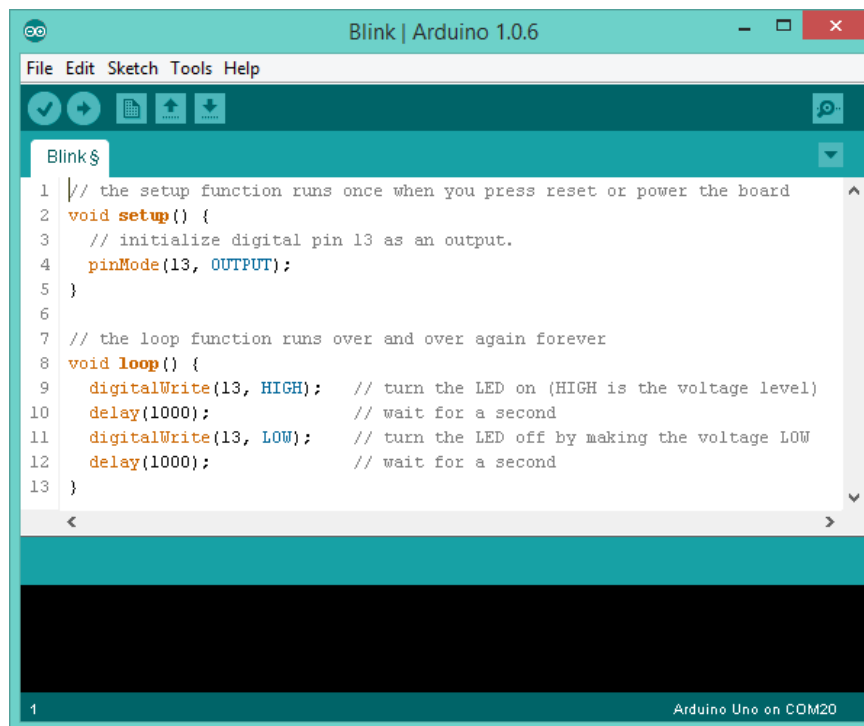 Blink | Arduino 1.0.6
File Edit Sketch Tools Help
Blink §
1 // the setup function runs once when you press reset or power the board
2 void setup() {
3   // initialize digital pin 13 as an output.
4   pinMode(13, OUTPUT);
5 }
6
7 // the loop function runs over and over again forever
8 void loop() {
9   digitalWrite(13, HIGH);   // turn the LED on (HIGH is the voltage level)
10   delay(1000);              // wait for a second
11   digitalWrite(13, LOW);    // turn the LED off by making the voltage LOW
12   delay(1000);              // wait for a second
13 }
1 Arduino Uno on COM20